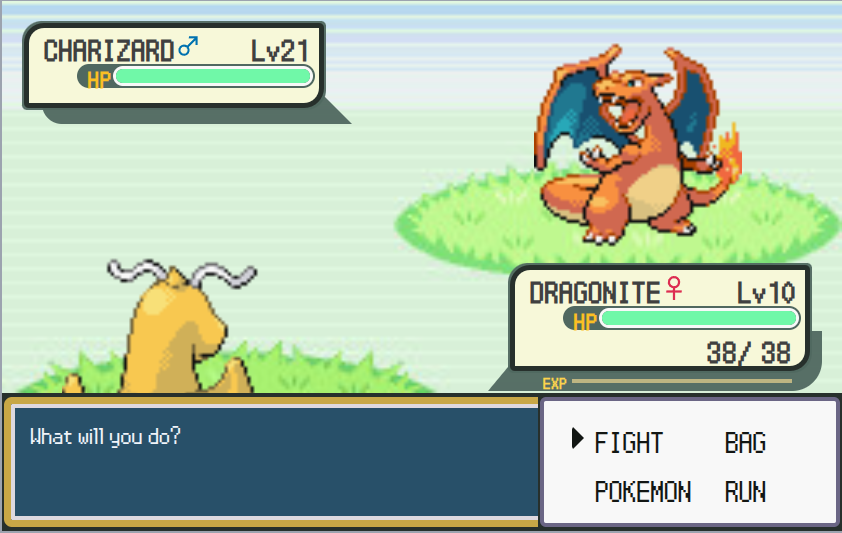 CHARIZARD♂ Lv21
HP
DRAGONITE♀ Lv10
HP
38/ 38
EXP
What will you do?
▶ FIGHT BAG
POKEMON RUN